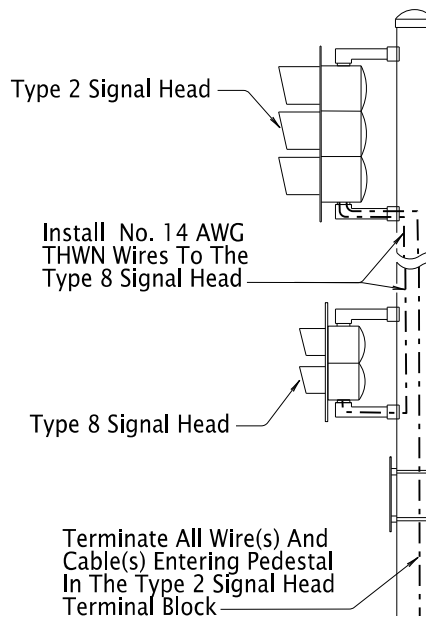 Type 2 Signal Head
Install No. 14 AWG
THWN Wires To The
Type 8 Signal Head
Type 8 Signal Head
Terminate All Wire(s) And
Cable(s) Entering Pedestal
In The Type 2 Signal Head
Terminal Block